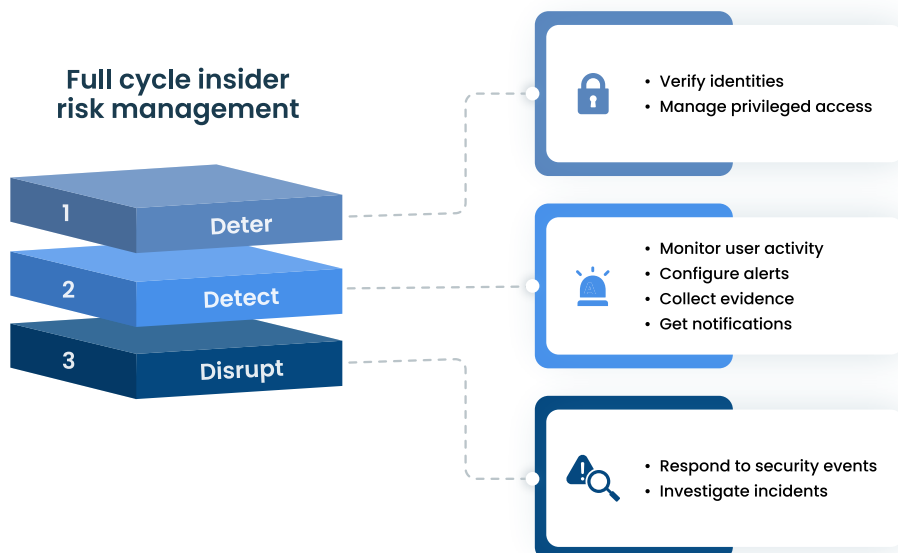 Full cycle insider
risk management
1
Deter
2
Detect
3
Disrupt
• Verify identities
• Manage privileged access
• Monitor user activity
• Configure alerts
• Collect evidence
• Get notifications
• Respond to security events
• Investigate incidents